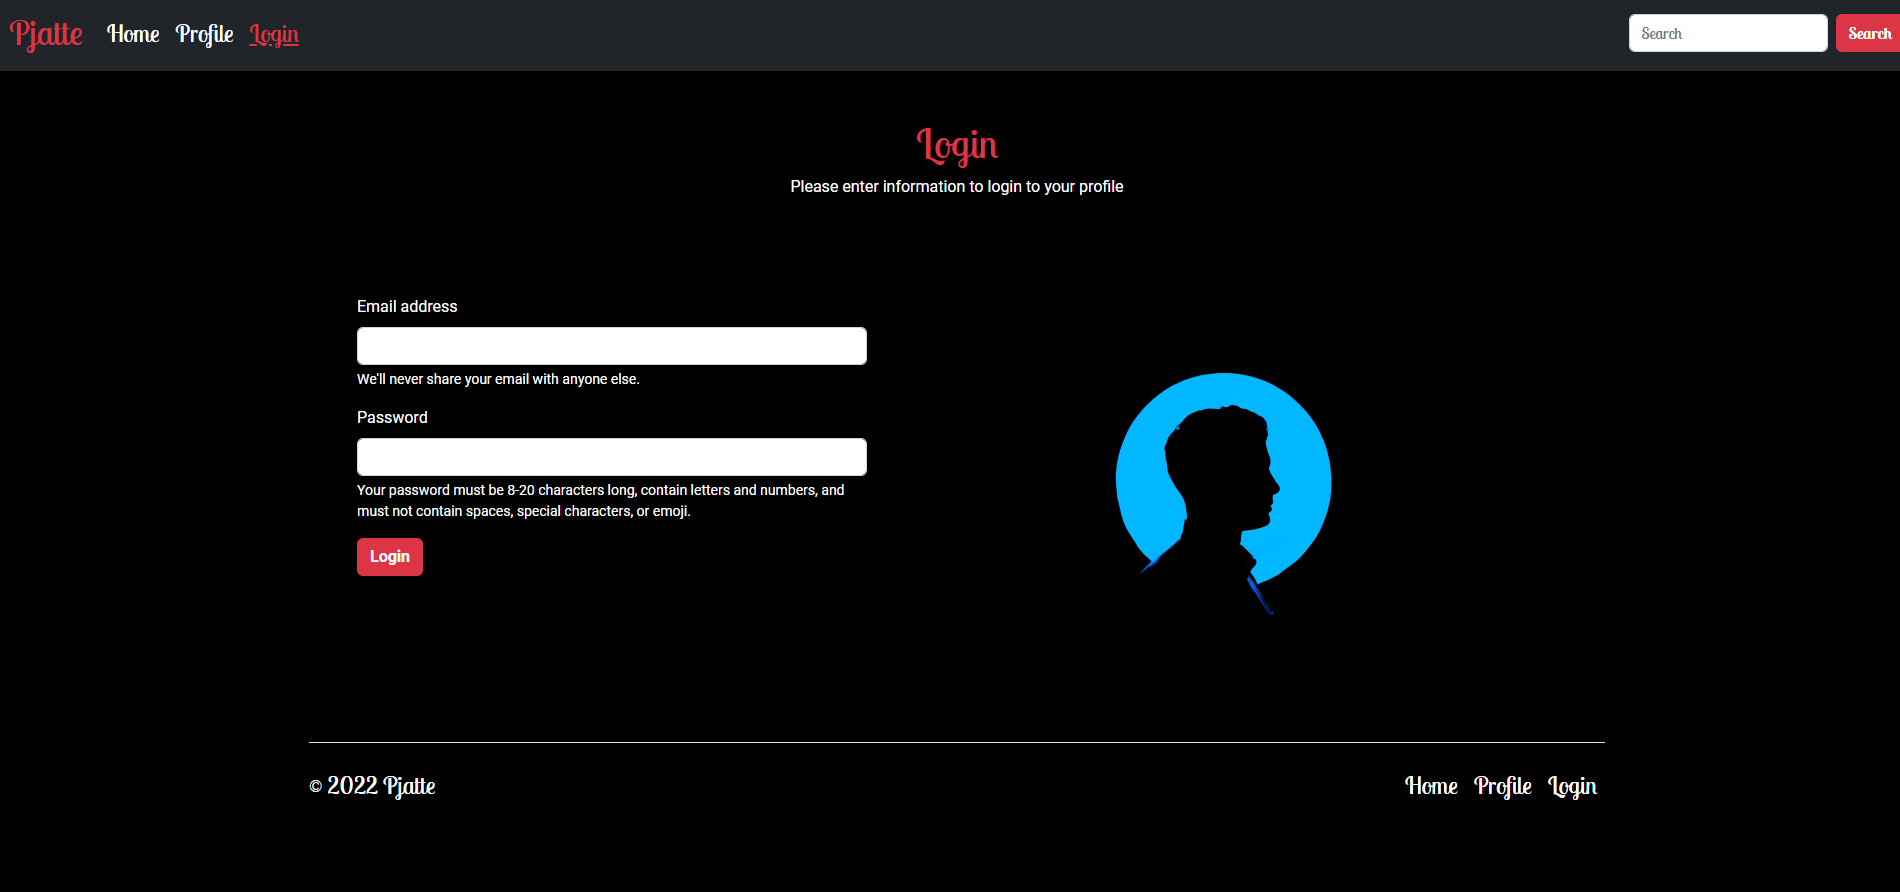 Pjatte Home Profile Login Search Search
Login
Please enter information to login to your profile
Email address
We'll never share your email with anyone else.
Password
Your password must be 8-20 characters long, contain letters and numbers, and
must not contain spaces, special characters, or emoji.
Login
© 2022 Pjatte Home Profile Login